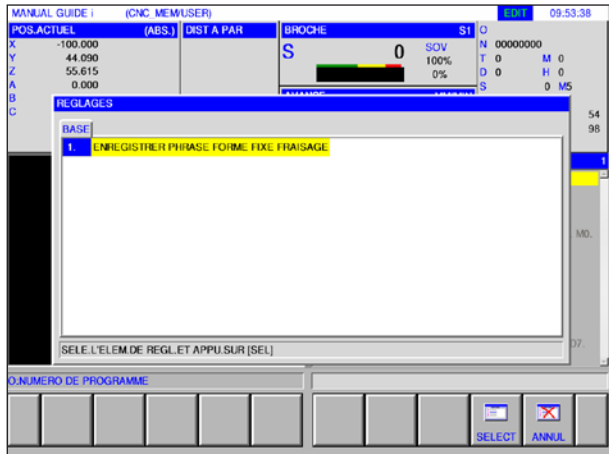 MANUAL GUIDE i (CNC_MEM/USER) EDIT 09:53:38
POS.ACTUEL (ABS.) DIST A PAR BROCHE S1 O
X -100.000 S 0 SOV 100% 0% N 00000000
Y 44.090 T 0 M 0
Z 55.615 D 0 H 0
A 0.000 S 0 M5
B
C 54
98
REGLAGES
BASE
1. ENREGISTRER PHRASE FORME FIXE FRAISAGE
1
M0.
07.
SELE.L'ELEM.DE REGL.ET APPU.SUR [SEL]
O:NUMERO DE PROGRAMME
SELECT ANNUL